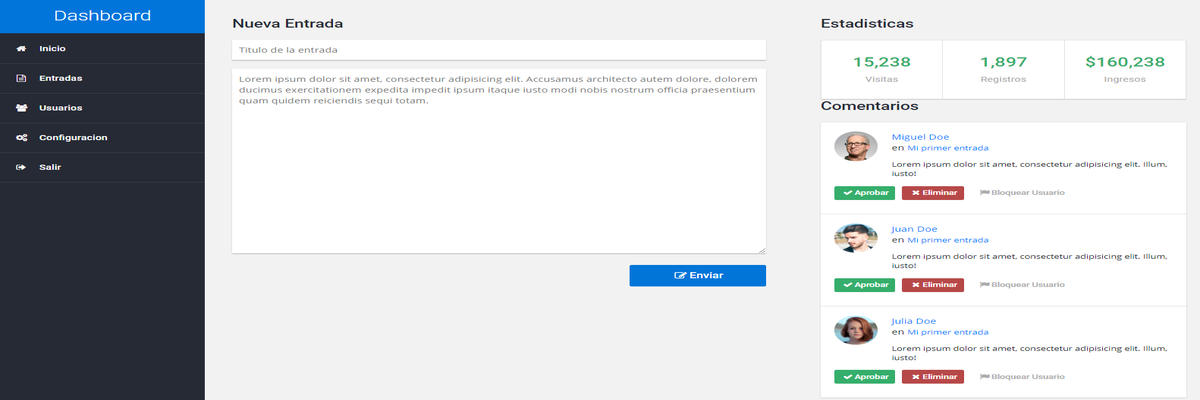 Dashboard
Inicio
Entradas
Usuarios
Configuracion
Salir
Nueva Entrada
Titulo de la entrada
Lorem ipsum dolor sit amet, consectetur adipisicing elit. Accusamus architecto autem dolore, dolorem
ducimus exercitationem expedita impedit ipsum itaque iusto modi nobis nostrum officia praesentium
quam quidem reiciendis sequi totam.
Enviar
Estadisticas
15,238 1,897 $160,238
Visitas Registros Ingresos
Comentarios
Miguel Doe
en Mi primer entrada
Lorem ipsum dolor sit amet, consectetur adipisicing elit. Illum,
iusto!
Aprobar Eliminar Bloquear Usuario
Juan Doe
en Mi primer entrada
Lorem ipsum dolor sit amet, consectetur adipisicing elit. Illum,
iusto!
Aprobar Eliminar Bloquear Usuario
Julia Doe
en Mi primer entrada
Lorem ipsum dolor sit amet, consectetur adipisicing elit. Illum,
iusto!
Aprobar Eliminar Bloquear Usuario